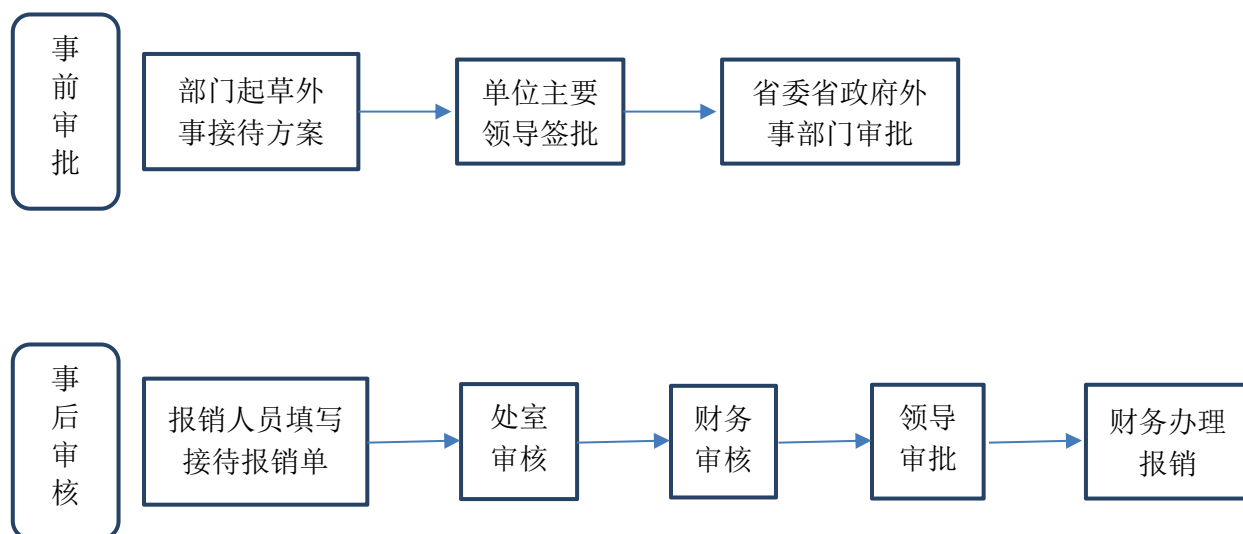 事
前
审
批
部门起草外
事接待方案
单位主要
领导签批
省委省政府外
事部门审批
事
后
审
核
报销人员填写
接待报销单
处室
审核
财务
审核
领导
审批
财务办理
报销